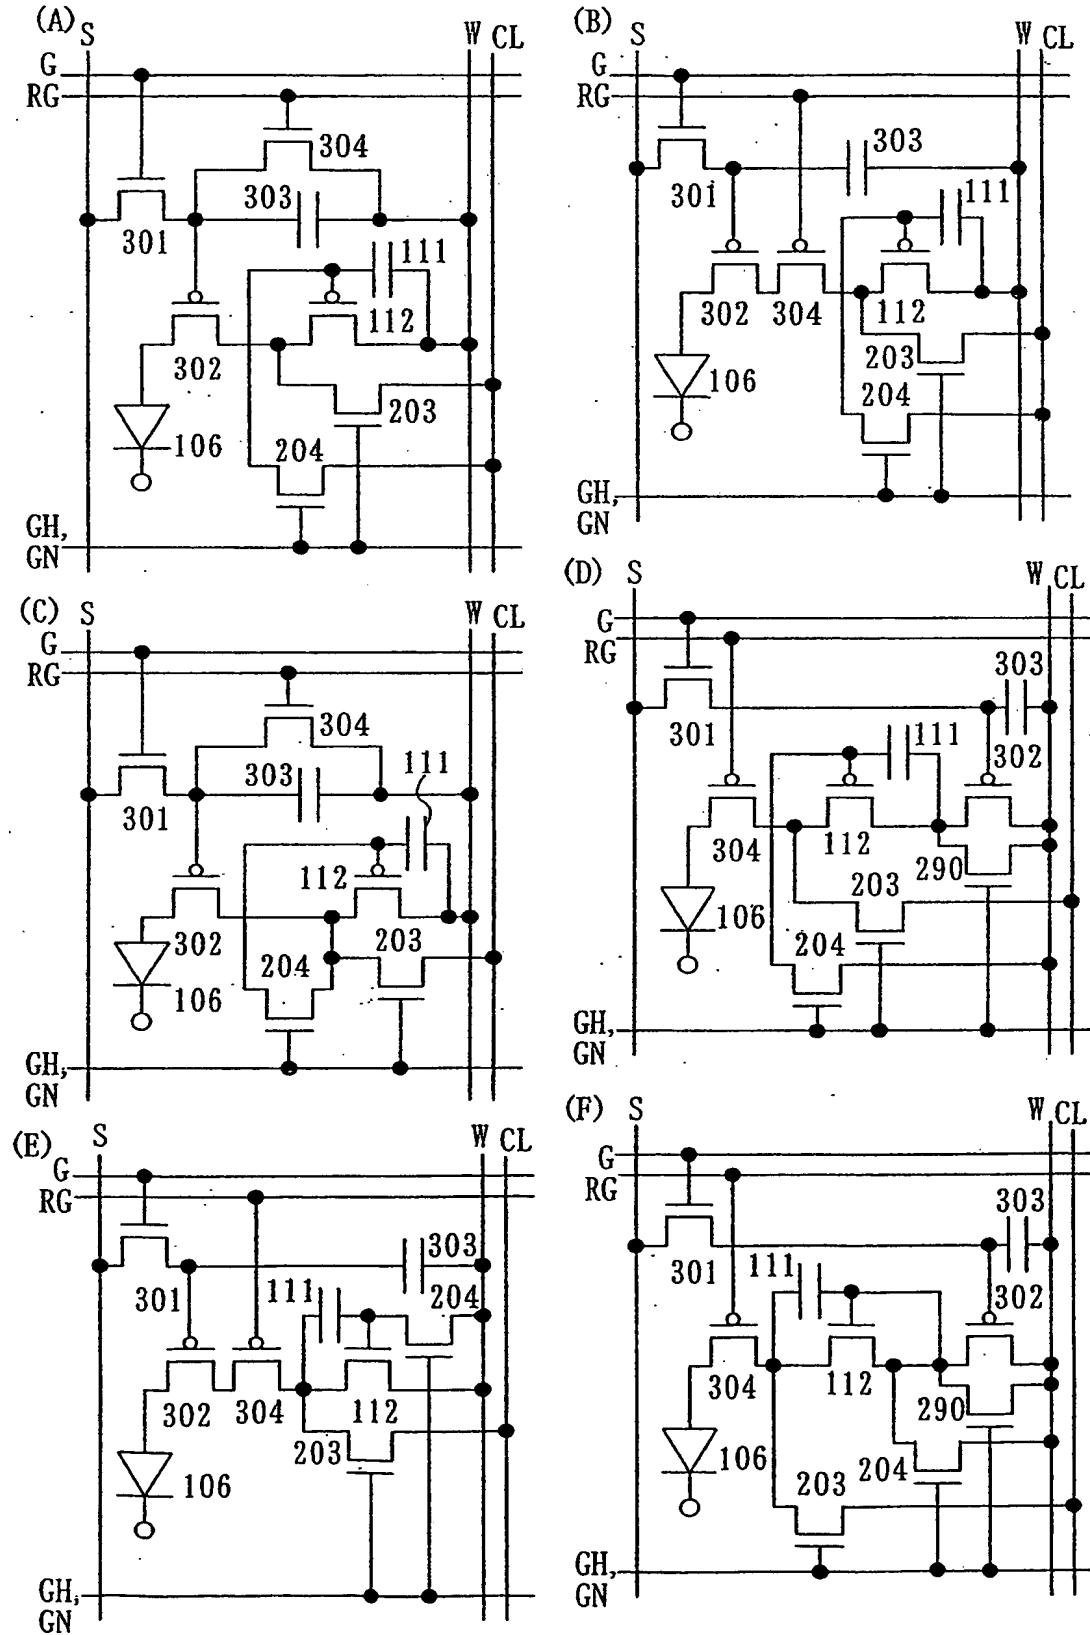 (A)
S
W CL
G
RG
304
303
301
111
112
302
203
106
204
GH,
GN
(B)
S
W CL
G
RG
303
301
111
302 304 112
203
106
204
GH,
GN
(C)
S
W CL
G
RG
304
303
111
301
112
302
203
204
106
GH,
GN
(D)
S
W CL
G
RG
303
301
111
302
304
112
290
203
106
204
GH,
GN
(E)
S
W CL
G
RG
303
301
111
204
302 304 112
203
106
GH,
GN
(F)
S
W CL
G
RG
303
301
111
302
304
112
290
106
203
204
GH,
GN